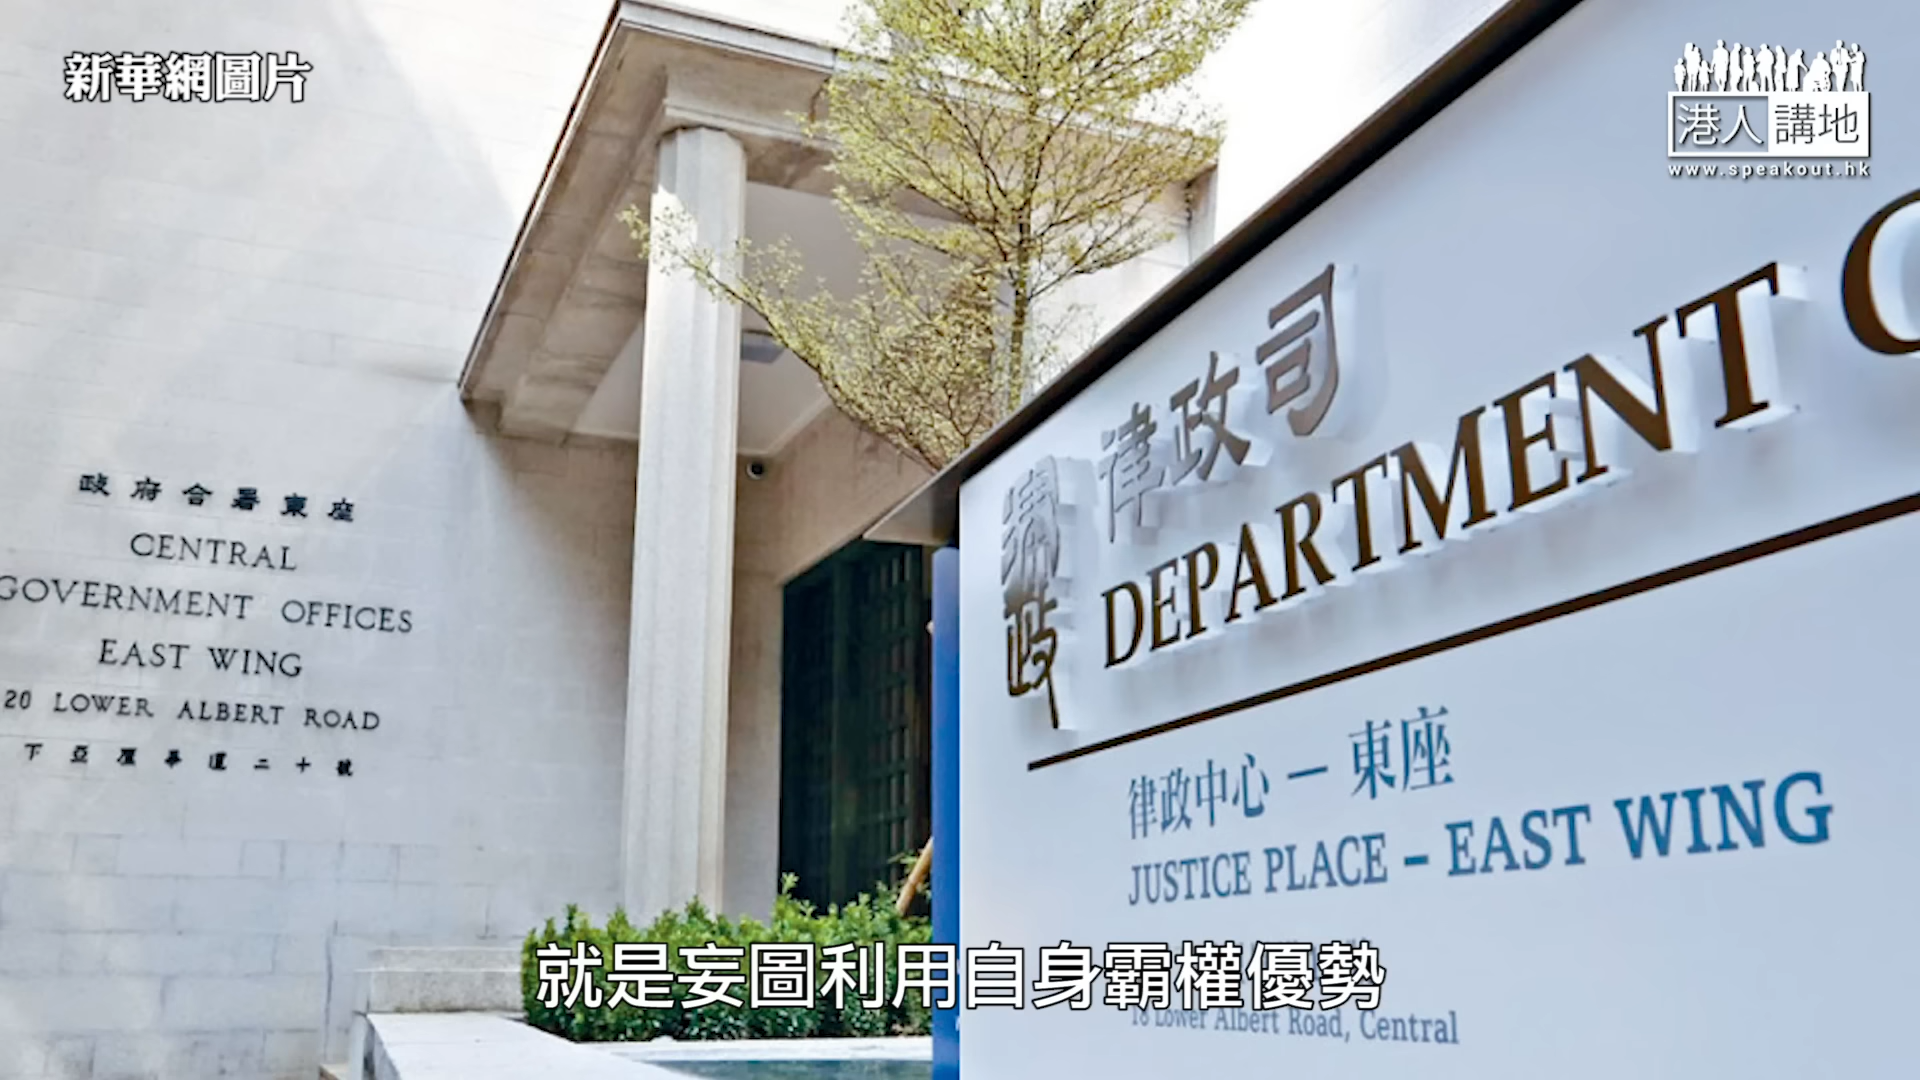 新華網圖片
港人講地
www.speakout.hk
政府合署東座
CENTRAL
GOVERNMENT OFFICES
EAST WING
20 LOWER ALBERT ROAD
下亞厘畢道二十號
律政司
DEPARTMENT
律政中心 – 東座
JUSTICE PLACE – EAST WING
18 Lower Albert Road, Central
就是妄圖利用自身霸權優勢